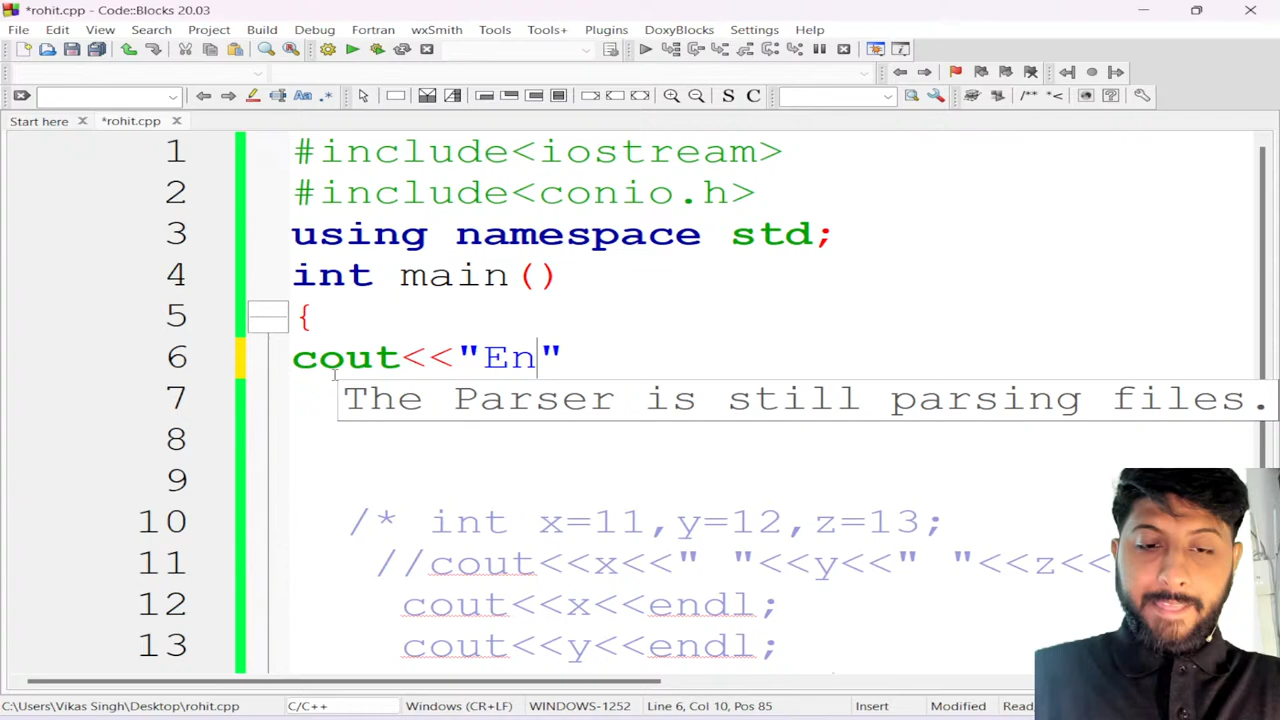 *rohit.cpp - Code::Blocks 20.03
File Edit View Search Project Build Debug Fortran wxSmith Tools Tools+ Plugins DoxyBlocks Settings Help
S C /** *<
Start here *rohit.cpp
1 #include<iostream>
2 #include<conio.h>
3 using namespace std;
4 int main()
5 {
6 cout<<"En"
7 The Parser is still parsing files.
8
9
10 /* int x=11,y=12,z=13;
11 //cout<<x<<" "<<y<<" "<<z<<
12 cout<<x<<endl;
13 cout<<y<<endl;
C:\Users\Vikas Singh\Desktop\rohit.cpp C/C++ Windows (CR+LF) WINDOWS-1252 Line 6, Col 10, Pos 85 Insert Modified